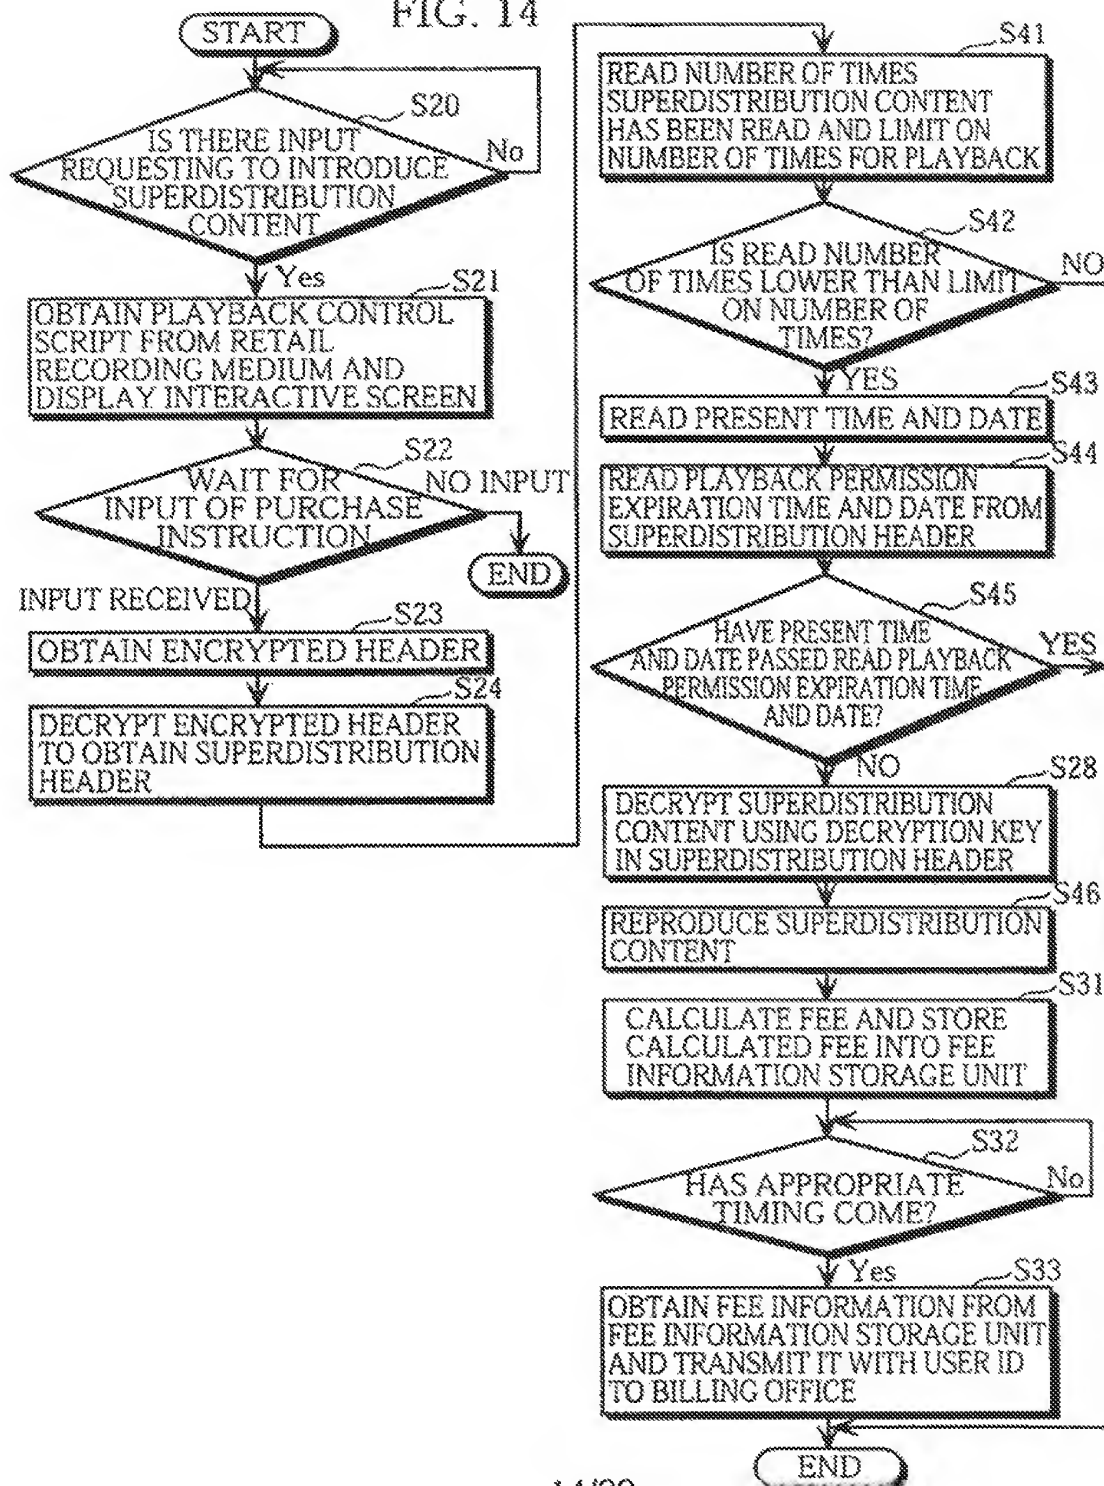 FIG. 14
START
S20
IS THERE INPUT
REQUESTING TO INTRODUCE
SUPERDISTRIBUTION
CONTENT
No
Yes
S21
OBTAIN PLAYBACK CONTROL
SCRIPT FROM RETAIL
RECORDING MEDIUM AND
DISPLAY INTERACTIVE SCREEN
S22
WAIT FOR
INPUT OF PURCHASE
INSTRUCTION
NO INPUT
END
INPUT RECEIVED
S23
OBTAIN ENCRYPTED HEADER
S24
DECRYPT ENCRYPTED HEADER
TO OBTAIN SUPERDISTRIBUTION
HEADER
S41
READ NUMBER OF TIMES
SUPERDISTRIBUTION CONTENT
HAS BEEN READ AND LIMIT ON
NUMBER OF TIMES FOR PLAYBACK
S42
IS READ NUMBER
OF TIMES LOWER THAN LIMIT
ON NUMBER OF
TIMES?
NO
YES
S43
READ PRESENT TIME AND DATE
S44
READ PLAYBACK PERMISSION
EXPIRATION TIME AND DATE FROM
SUPERDISTRIBUTION HEADER
S45
HAVE PRESENT TIME
AND DATE PASSED READ PLAYBACK
PERMISSION EXPIRATION TIME
AND DATE?
YES
NO
S28
DECRYPT SUPERDISTRIBUTION
CONTENT USING DECRYPTION KEY
IN SUPERDISTRIBUTION HEADER
S46
REPRODUCE SUPERDISTRIBUTION
CONTENT
S31
CALCULATE FEE AND STORE
CALCULATED FEE INTO FEE
INFORMATION STORAGE UNIT
S32
HAS APPROPRIATE
TIMING COME?
No
Yes
S33
OBTAIN FEE INFORMATION FROM
FEE INFORMATION STORAGE UNIT
AND TRANSMIT IT WITH USER ID
TO BILLING OFFICE
END